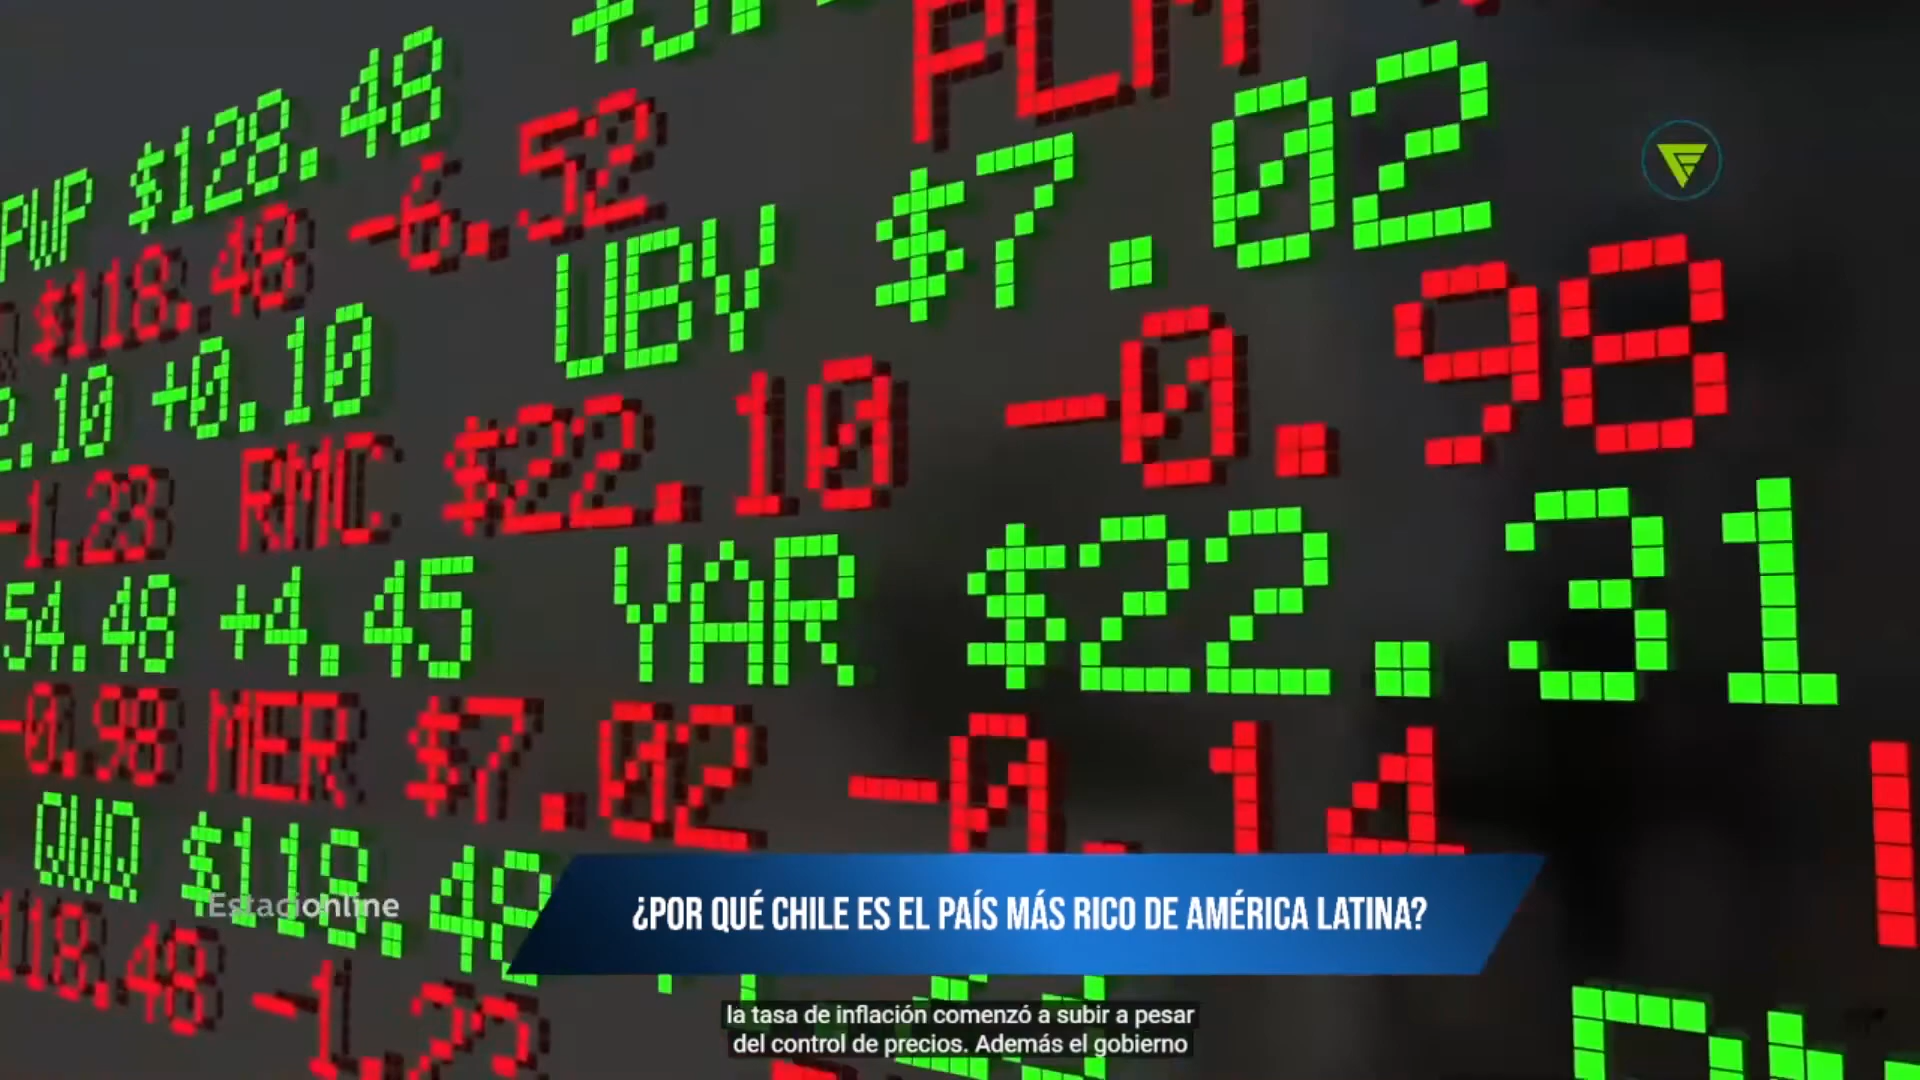 PWP $128.48
$118.48 -6.52
UBV $7.02
.10 +0.10
RMC $22.10 -0.98
-1.23
54.48 +4.45
YAR $22.31
-0.98
MER $7.02 -0.14
QWQ $118.48
118.48 -1.23
Estacionline
¿POR QUÉ CHILE ES EL PAÍS MÁS RICO DE AMÉRICA LATINA?
la tasa de inflación comenzó a subir a pesar
del control de precios. Además el gobierno